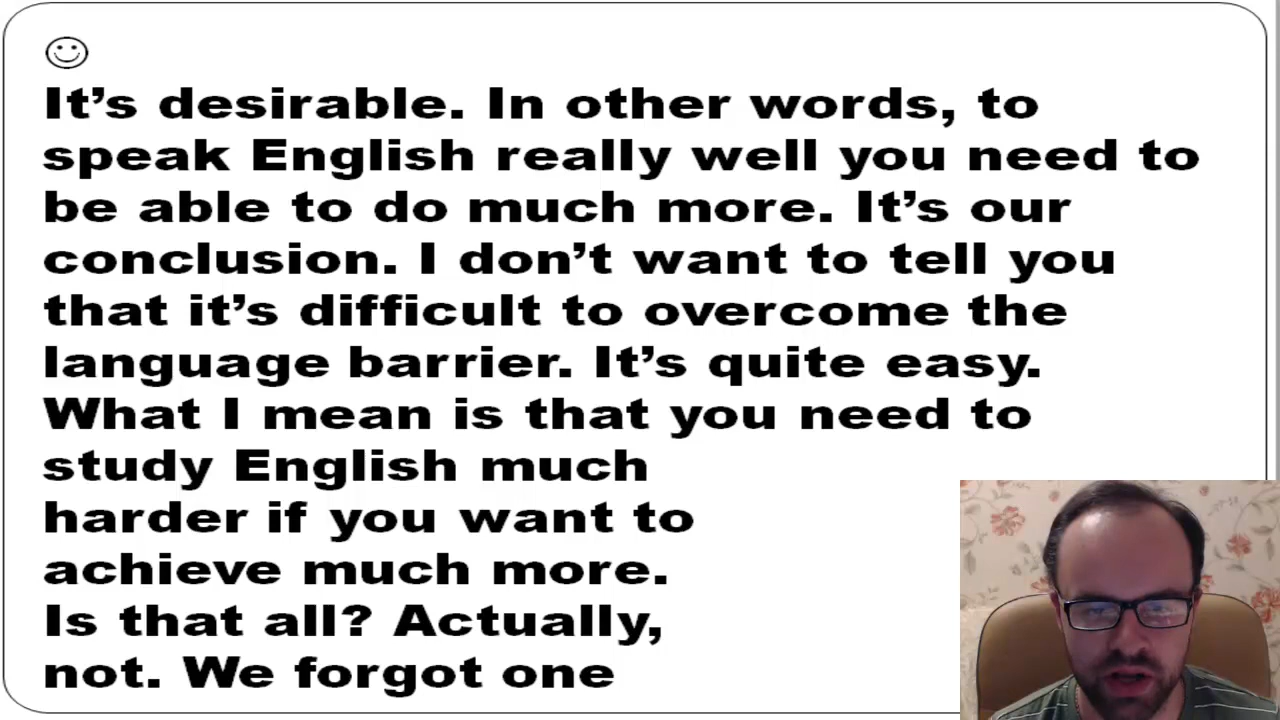 It’s desirable. In other words, to
speak English really well you need to
be able to do much more. It’s our
conclusion. I don’t want to tell you
that it’s difficult to overcome the
language barrier. It’s quite easy.
What I mean is that you need to
study English much
harder if you want to
achieve much more.
Is that all? Actually,
not. We forgot one